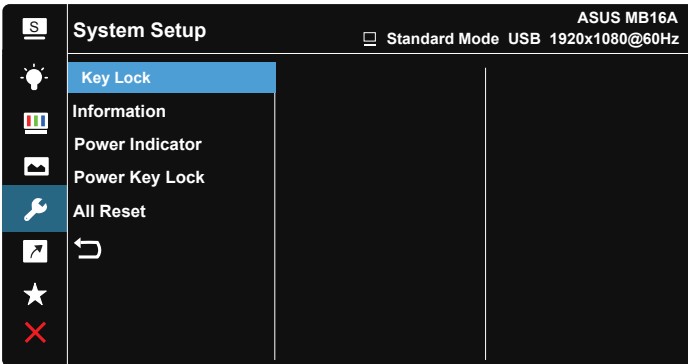 S
System Setup
ASUS MB16A
Standard Mode USB 1920x1080@60Hz
Key Lock
Information
Power Indicator
Power Key Lock
All Reset